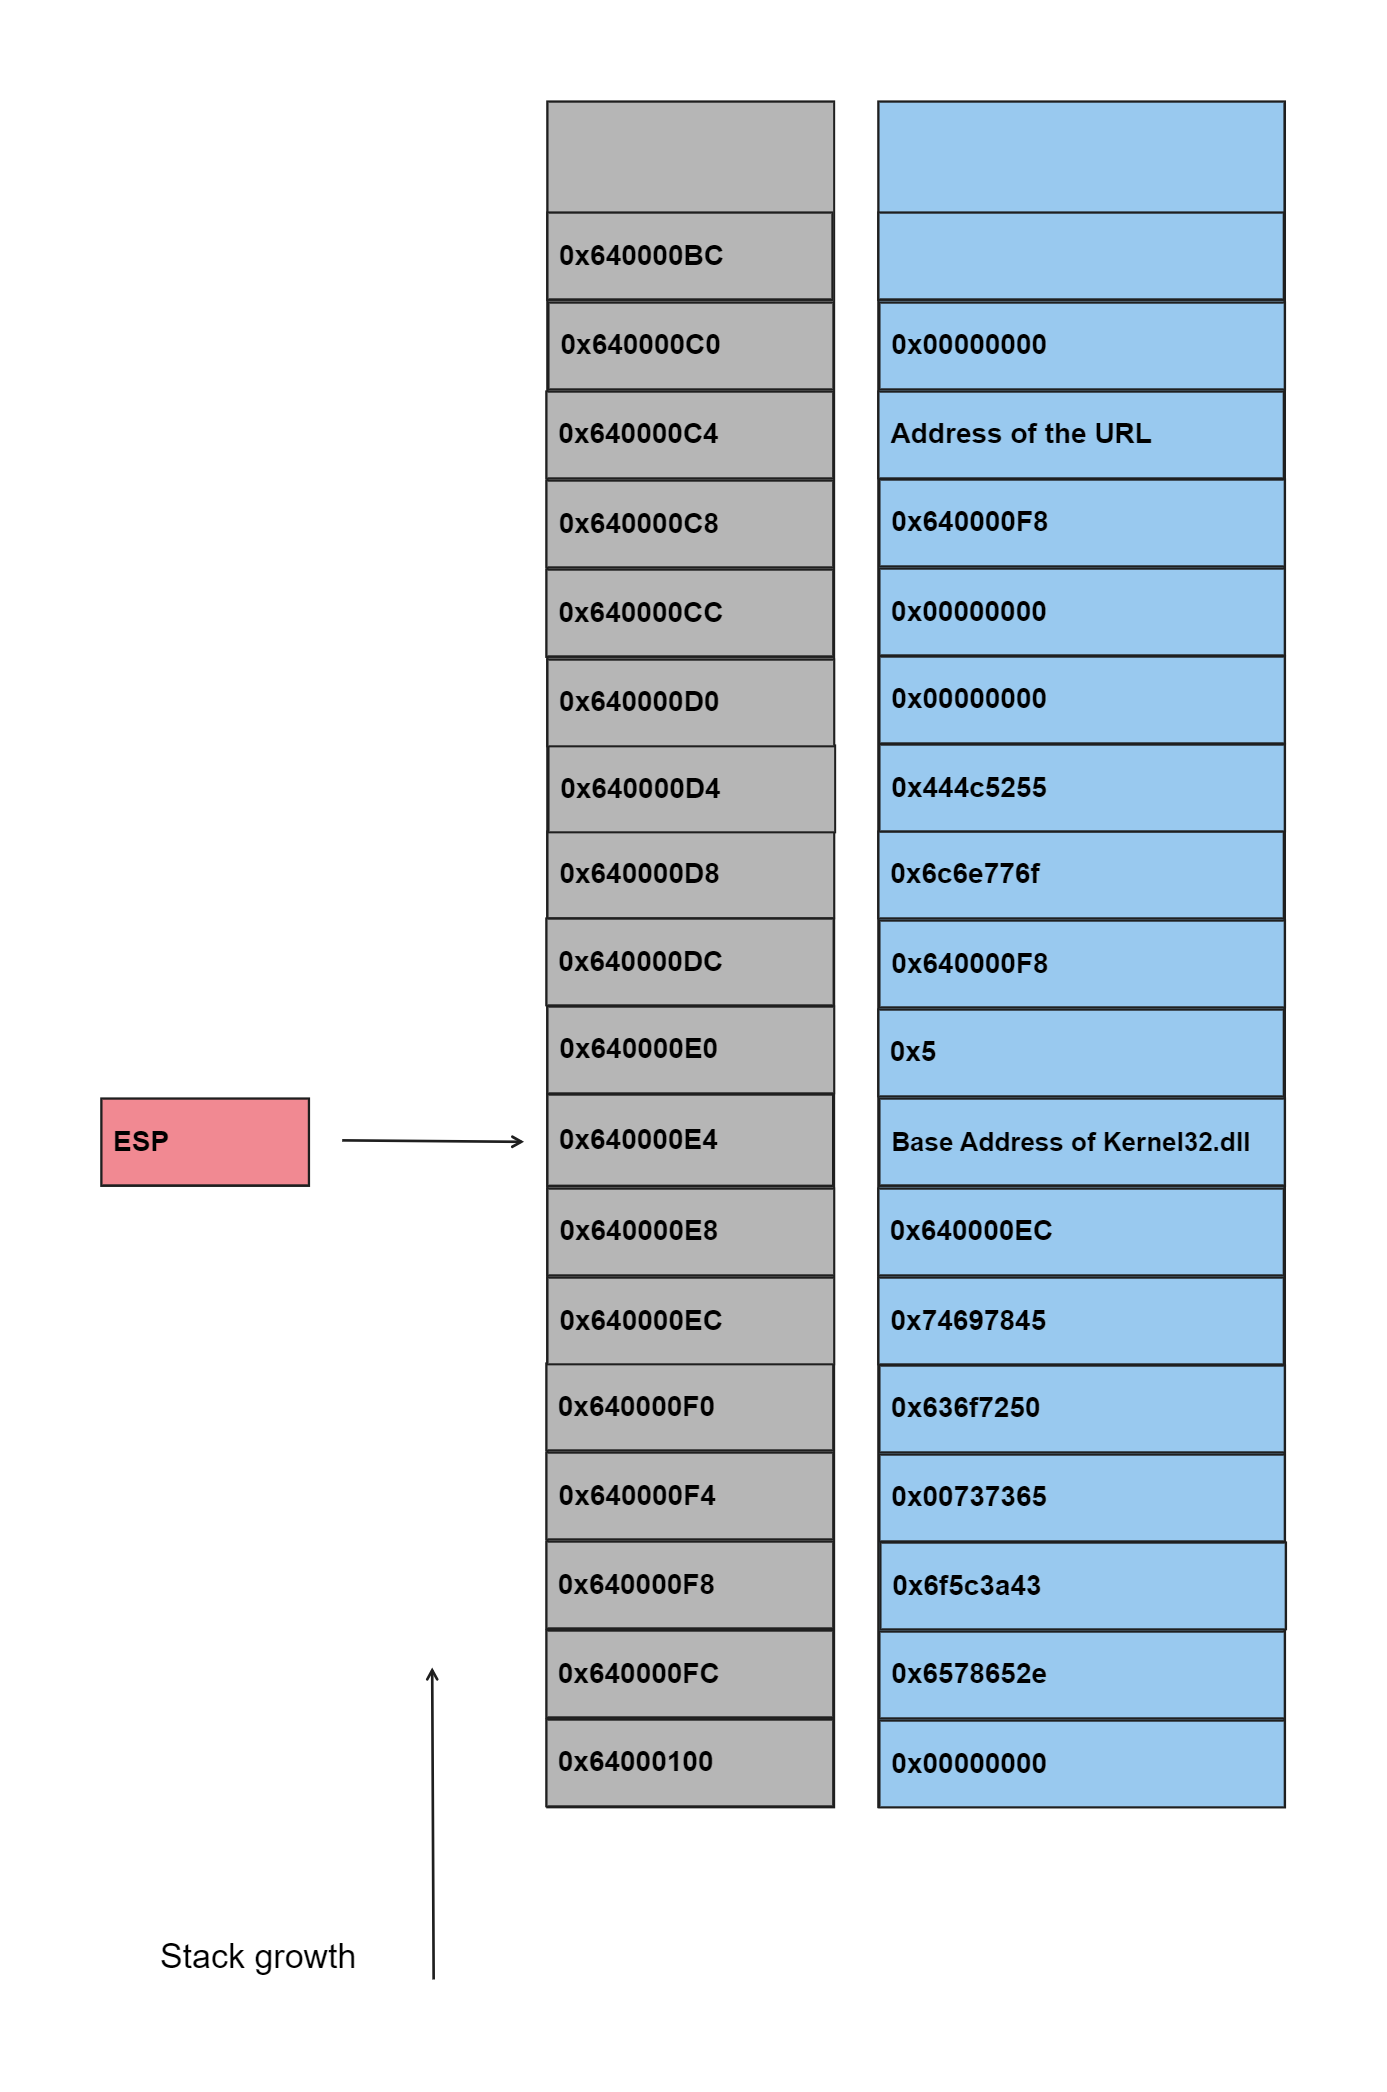 0x640000BC
0x640000C0 0x00000000
0x640000C4 Address of the URL
0x640000C8 0x640000F8
0x640000CC 0x00000000
0x640000D0 0x00000000
0x640000D4 0x444c5255
0x640000D8 0x6c6e776f
0x640000DC 0x640000F8
0x640000E0 0x5
ESP 0x640000E4 Base Address of Kernel32.dll
0x640000E8 0x640000EC
0x640000EC 0x74697845
0x640000F0 0x636f7250
0x640000F4 0x00737365
0x640000F8 0x6f5c3a43
0x640000FC 0x6578652e
0x64000100 0x00000000
Stack growth